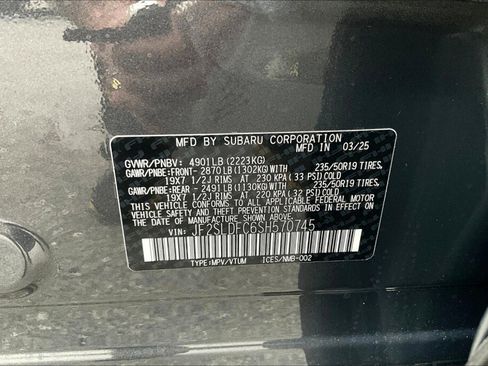 MFD BY SUBARU CORPORATION
GVWR/PNBV: 4901LB(2223KG) MFD IN 03/25
GAWR/PNBE:FRONT- 2870LB(1302KG)WITH 235/50R19 TIRES,
19X7 1/2J RIMS AT 230 KPA(33 PSI)COLD
GAWR/PNBE:REAR - 2491LB(1130KG)WITH 235/50R19 TIRES,
19X7 1/2J RIMS AT 220 KPA(32 PSI)COLD
THIS VEHICLE CONFORMS TO ALL APPLICABLE FEDERAL MOTOR
VEHICLE SAFETY, BUMPER, AND THEFT PREVENTION STANDARDS
IN EFFECT ON THE DATE OF MANUFACTURE SHOWN ABOVE.
VIN: JF2SLDFC6SH570745
TYPE:MPV/VTUM ICES/NMB-002